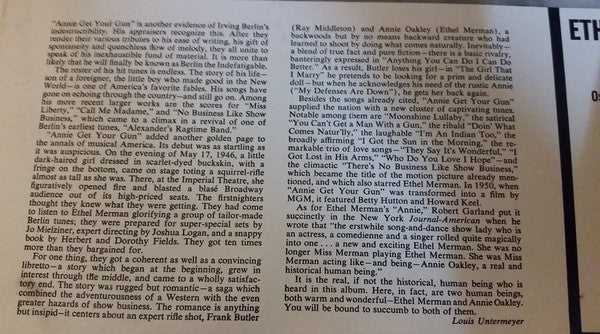 "Annie Get Your Gun" is another evidence of Irving Berlin's
indestructibility. His appraisers recognize this. After they
render their various tributes to his ease of writing, his gift of
spontaneity and quenchless flow of melody, they all unite to
speak of his inexhaustible fund of material. It is more than
likely that he will finally be known as Berlin the Indefatigable.
The roster of his hit tunes is endless. The story of his life—
son of a foreigner, the little boy who made good in the New
World—is one of America's favorite fables. His songs have
gone on echoing through the country—and still go on. Among
his more recent larger works are the scores for "Miss
Liberty," "Call Me Madame," and "No Business Like Show
Business," which came to a climax in a revival of one of
Berlin's earliest tunes, "Alexander's Ragtime Band."
"Annie Get Your Gun" added another golden page to
the annals of musical America. Its debut was as startling as
it was auspicious. On the evening of May 17, 1946, a little
dark-haired girl dressed in scarlet-dyed buckskin, with a
fringe on the bottom, came on stage toting a squirrel-rifle
almost as tall as she was. There, at the Imperial Theatre, she
figuratively opened fire and blasted a blasé Broadway
audience out of its high-priced seats. The firstnighters
thought they knew what they were getting. They had come
to listen to Ethel Merman glorifying a group of tailor-made
Berlin tunes; they were prepared for super-special sets by
Jo Mielziner, expert directing by Joshua Logan, and a snappy
book by Herbert and Dorothy Fields. They got ten times
more than they bargained for.
For one thing, they got a coherent as well as a convincing
libretto—a story which began at the beginning, grew in
interest through the middle, and came to a wholly satisfac-
tory end. The story was rugged but romantic—a saga which
combined the adventurousness of a Western with the even
greater hazards of show business. The romance is anything
but insipid—it centers about an expert rifle shot, Frank Butler
(Ray Middleton) and Annie Oakley (Ethel Merman), a
backwoods but by no means backward creature who had
learned to shoot by doing what comes naturally. Inevitably—
a blend of true fact and pure fiction—there is a basic rivalry,
banteringly expressed in "Anything You Can Do I Can Do
Better." As a result, Butler loses his girl—in "The Girl That
I Marry" he pretends to be looking for a prim and delicate
doll—but when he acknowledges his need of the rustic Annie
("My Defenses Are Down"), he gets her back again.
Besides the songs already cited, "Annie Get Your Gun"
supplied the nation with a new cluster of captivating tunes.
Notable among them are "Moonshine Lullaby," the satirical
"You Can't Get a Man With a Gun," the ribald "Doin' What
Comes Natur'lly," the laughable "I'm An Indian Too," the
broadly affirming "I Got the Sun in the Morning," the re-
markable trio of love songs—"They Say It's Wonderful," "I
Got Lost in His Arms," "Who Do You Love I Hope"—and
the climactic "There's No Business Like Show Business,"
which became the title of the motion picture already men-
tioned, and which also starred Ethel Merman. In 1950, when
"Annie Get Your Gun" was transformed into a film by
MGM, it featured Betty Hutton and Howard Keel.
As for Ethel Merman's "Annie," Robert Garland put it
succinctly in the New York Journal-American when he
wrote that "the erstwhile song-and-dance show lady who is
an actress, a comedienne and a singer rolled quite magically
into one . . . a new and exciting Ethel Merman. She was no
longer Miss Merman playing Ethel Merman. She was Miss
Merman acting like—and being—Annie Oakley, a real and
historical human being."
It is the real, if not the historical, human being who is
heard in this album. Here, in fact, are two human beings,
both warm and wonderful—Ethel Merman and Annie Oakley.
You will be bound to succumb to both of them.
Louis Untermeyer
ETH